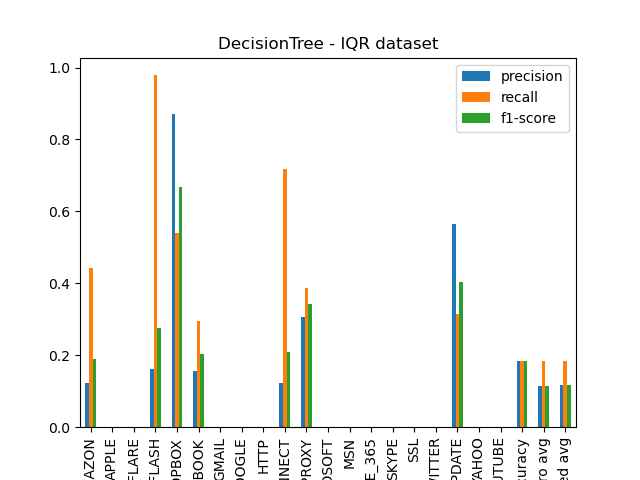 DecisionTree - IQR dataset
1.0
0.8
0.6
0.4
0.2
0.0
precision
recall
f1-score
AZON
APPLE
FLARE
FLASH
OPBOX
BOOK
GMAIL
OOGLE
HTTP
NNECT
PROXY
OSOFT
MSN
E_365
SKYPE
SSL
ITTER
PDATE
YAHOO
UTUBE
curacy
ro avg
ed avg